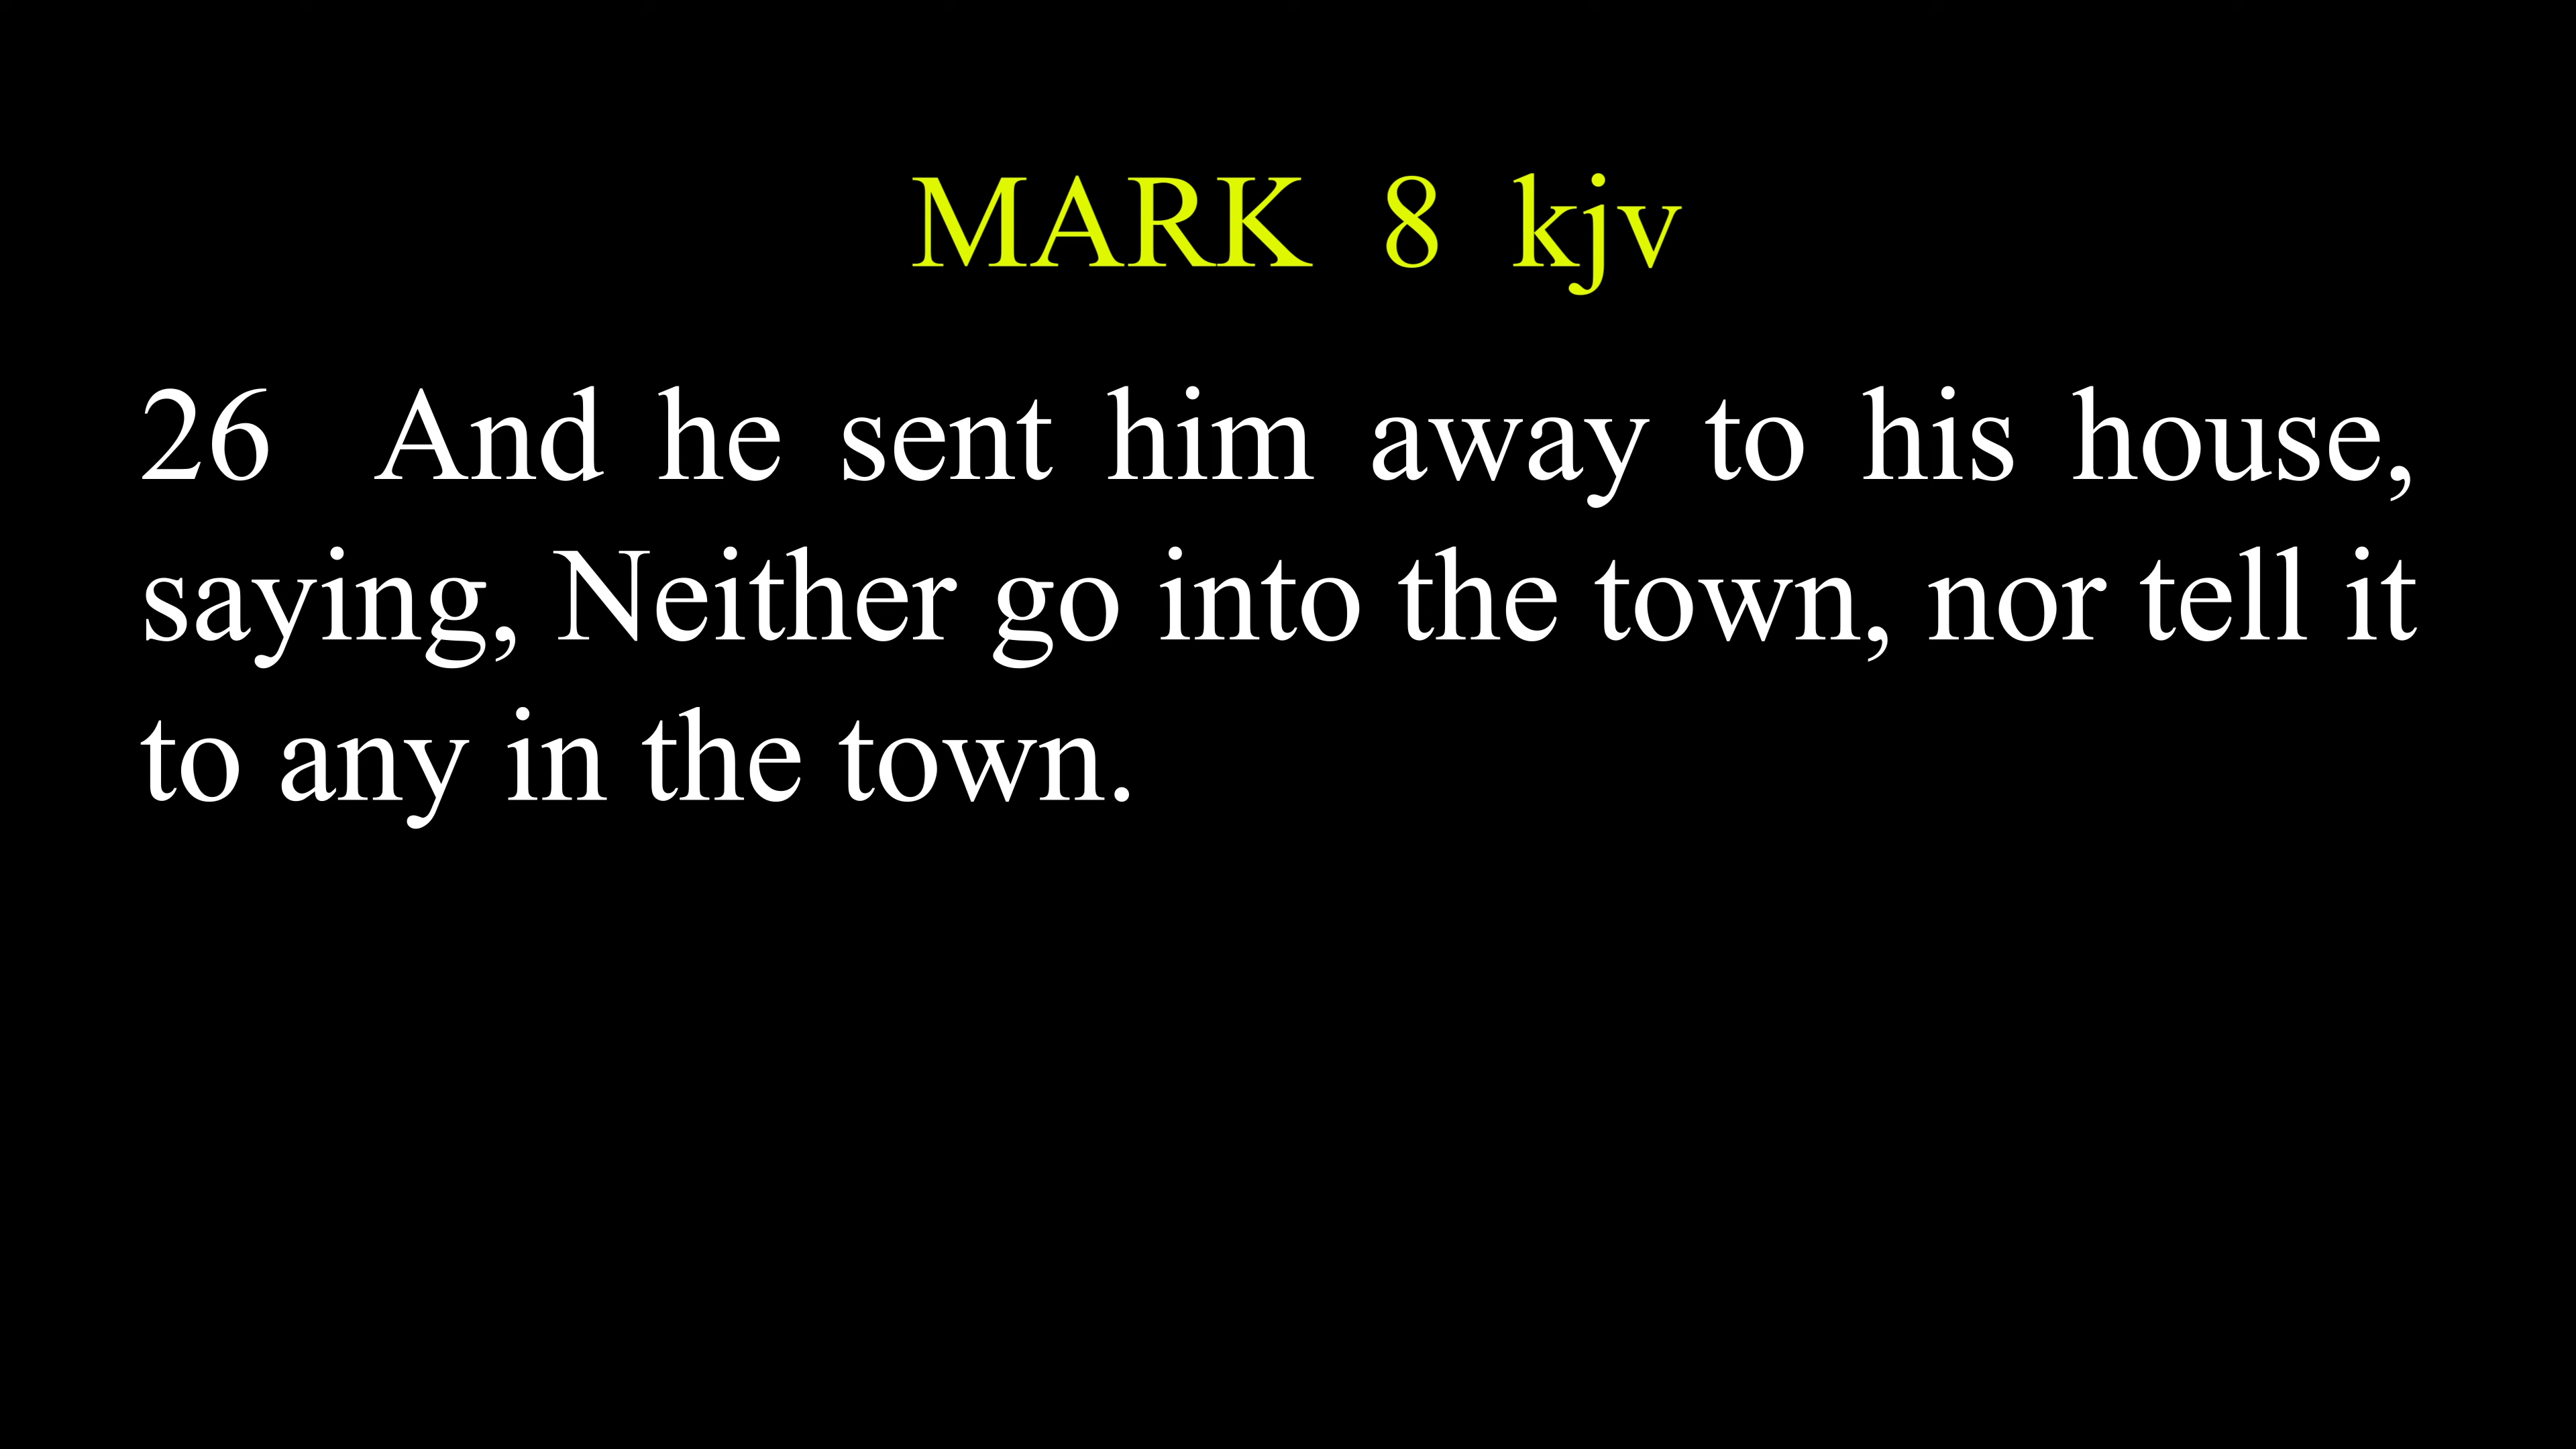 MARK 8 kjv
26 And he sent him away to his house,
saying, Neither go into the town, nor tell it
to any in the town.